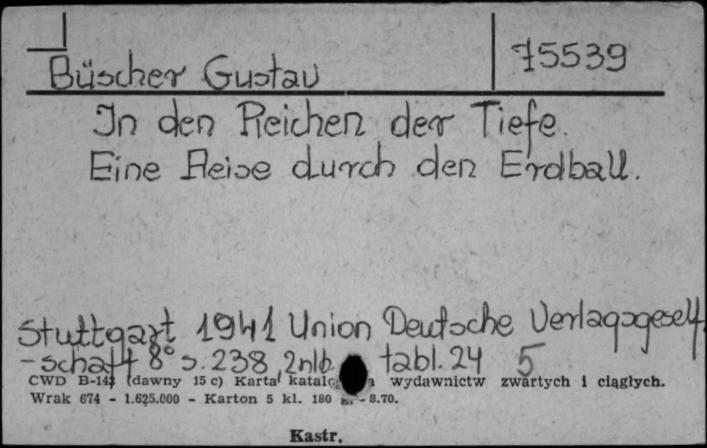 Büscher Gustav
75539
In den Reichen der Tiefe.
Eine Reise durch den Erdball.
Stuttgart 1941 Union Deutsche Verlagsgesell
-schaft 8° s. 238, 2nlb. tabl. 24 5
CWD B-142 (dawny 15 c) Karta wydawnictw zwartych i ciągłych.
Wrak 674 - 1.625.000 - Karton 5 kl. 180 - 8.70.
Kastr.